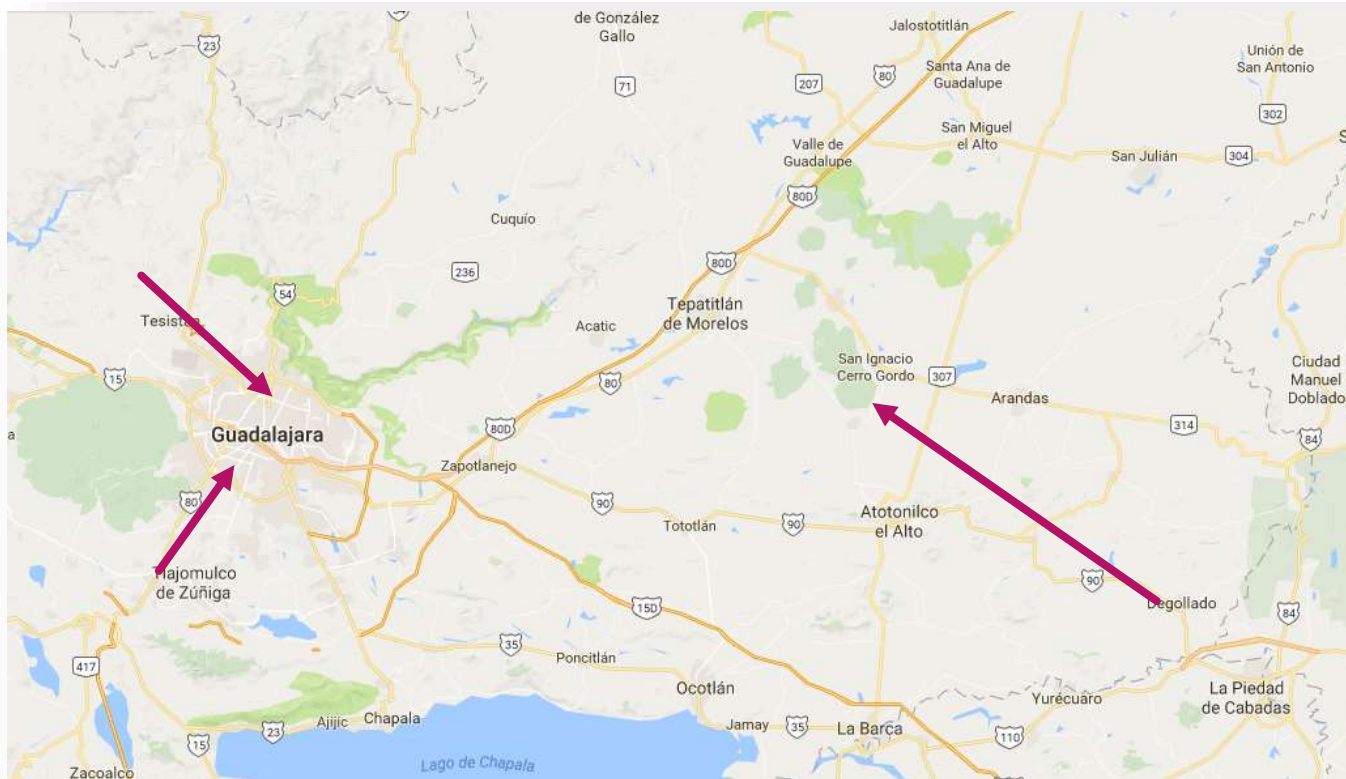 de González
Gallo
Jalostotitlán
23
54
71
207
80
Santa Ana de
Guadalupe
Unión de
San Antonio
302
San Miguel
el Alto
Valle de
Guadalupe
San Julián
304
S
80D
Cuquío
236
80D
54
Tepatitlán
de Morelos
Tesistán
Acatic
15
80
San Ignacio
Cerro Gordo
307
Arandas
Ciudad
Manuel
Doblado
314
84
a
Guadalajara
80D
Zapotlanejo
80
90
Tototlán
90
Atotonilco
el Alto
Tlajomulco
de Zúñiga
90
Degollado
15D
84
35
Poncitlán
417
Ocotlán
Yurécuaro
La Piedad
de Cabadas
Ajijic
Chapala
23
15
Jamay
35
La Barca
110
Lago de Chapala
Zacoalco